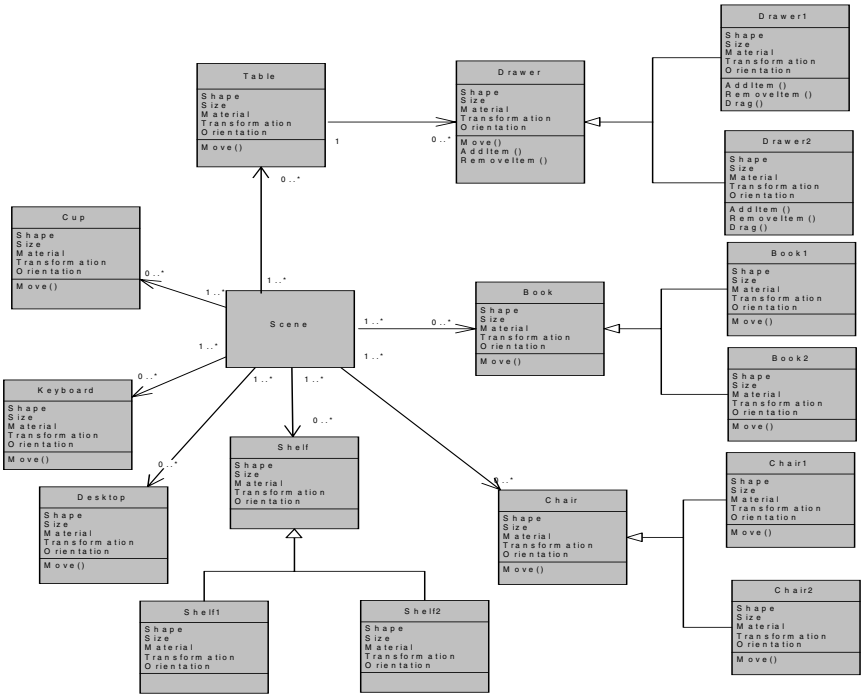 Drawer1
Shape
Size
Material
Transformation
Orientation
AddItem()
RemoveItem()
Drag()
Table
Shape
Size
Material
Transformation
Orientation
Move()
1
0..*
0..*
Drawer
Shape
Size
Material
Transformation
Orientation
Move()
AddItem()
RemoveItem()
Drawer2
Shape
Size
Material
Transformation
Orientation
AddItem()
RemoveItem()
Drag()
Cup
Shape
Size
Material
Transformation
Orientation
Move()
0..*
1..*
1..*
Scene
1..*
1..*
0..*
1..*
1..*
1..*
Book
Shape
Size
Material
Transformation
Orientation
Move()
Book1
Shape
Size
Material
Transformation
Orientation
Move()
Book2
Shape
Size
Material
Transformation
Orientation
Move()
Keyboard
Shape
Size
Material
Transformation
Orientation
Move()
0..*
0..*
0..*
0..*
Desktop
Shape
Size
Material
Transformation
Orientation
Move()
Shelf
Shape
Size
Material
Transformation
Orientation
Chair
Shape
Size
Material
Transformation
Orientation
Move()
Chair1
Shape
Size
Material
Transformation
Orientation
Move()
Chair2
Shape
Size
Material
Transformation
Orientation
Move()
Shelf1
Shape
Size
Material
Transformation
Orientation
Shelf2
Shape
Size
Material
Transformation
Orientation